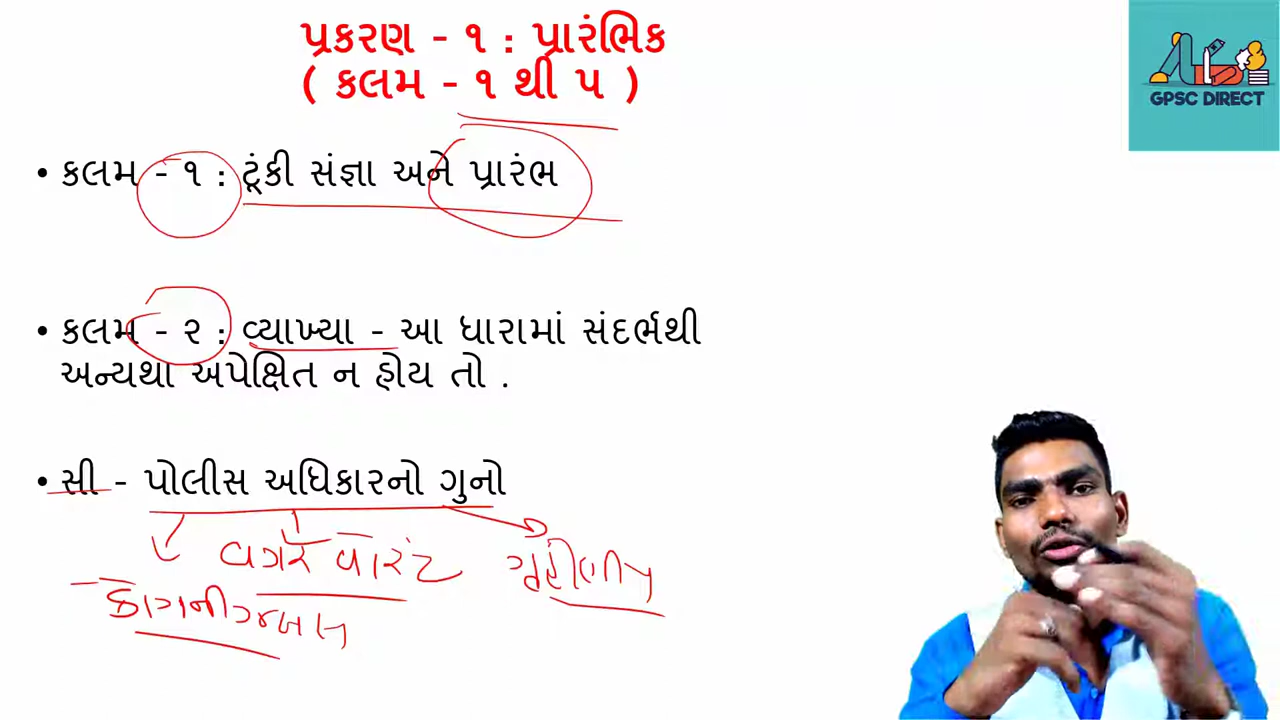 પ્રકરણ - ૧ : પ્રારંભિક
( કલમ - ૧ થી ૫ )
GPSC DIRECT
• કલમ - ૧ : ટૂંકી સંજ્ઞા અને પ્રારંભ
• કલમ - ૨ : વ્યાખ્યા - આ ધારામાં સંદર્ભથી
અન્યથા અપેક્ષિત ન હોય તો .
• સી - પોલીસ અધિકારનો ગુનો
વગર વોરંટ
કાગનીઝેબલ